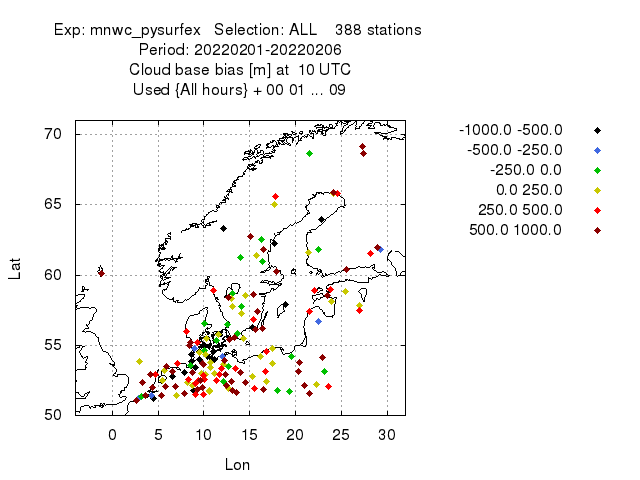 Exp: mnwc_pysurfex   Selection: ALL    388 stations
Period: 20220201-20220206
Cloud base bias [m] at  10 UTC
Used {All hours} + 00 01 ... 09
-1000.0 -500.0
-500.0 -250.0
-250.0 0.0
0.0 250.0
250.0 500.0
500.0 1000.0
70
65
60
55
50
Lat
0 5 10 15 20 25 30
Lon